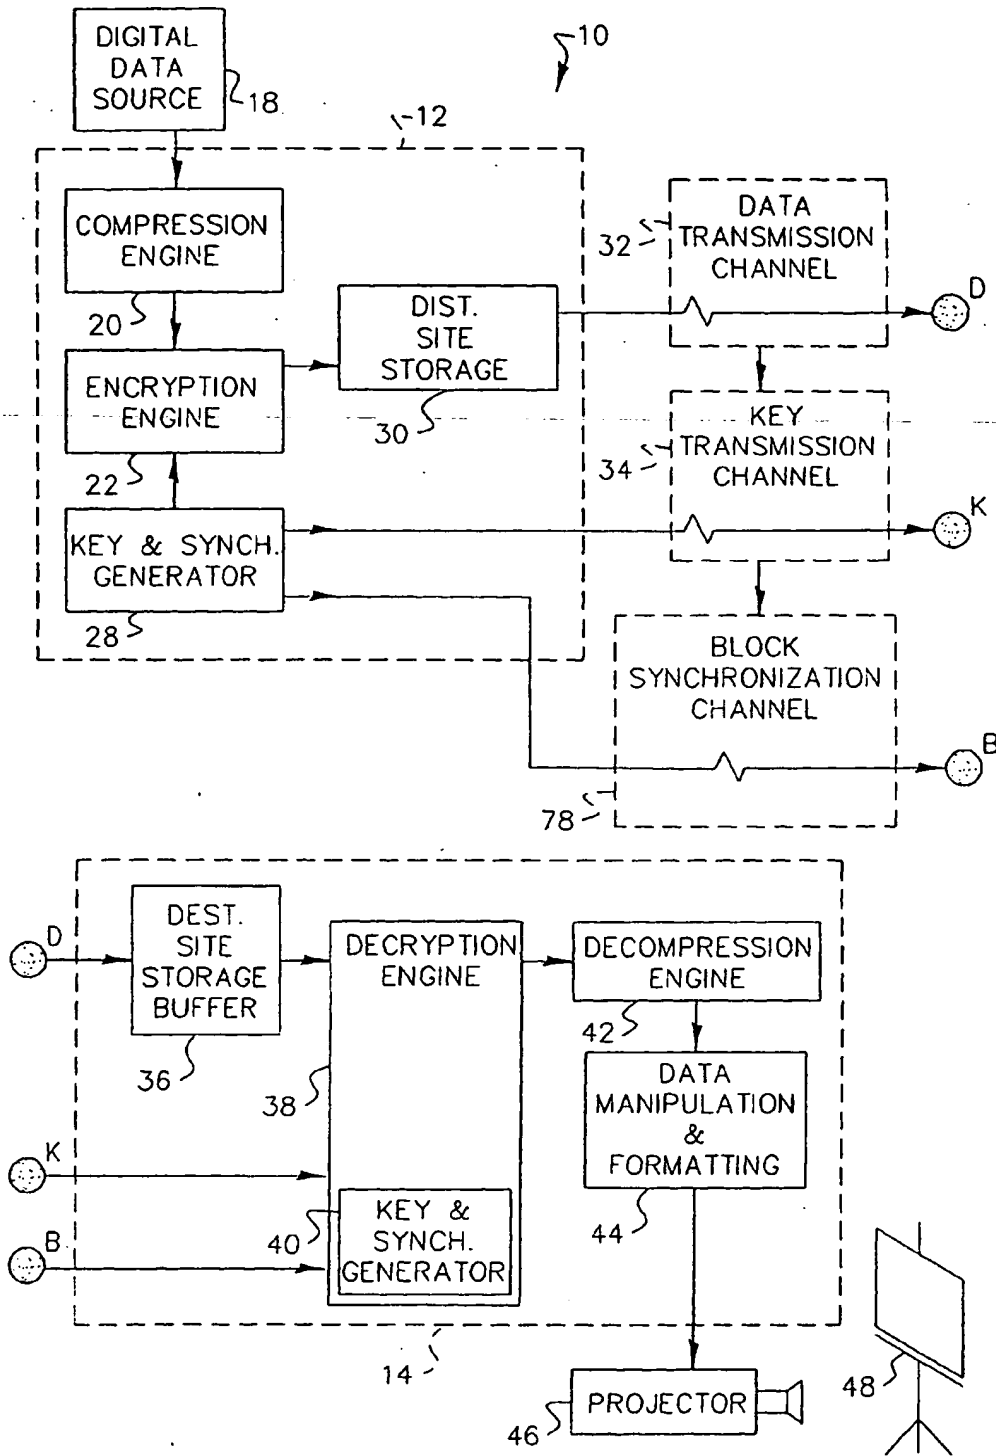 DIGITAL
DATA
SOURCE
18
10
12
COMPRESSION
ENGINE
20
ENCRYPTION
ENGINE
22
KEY & SYNCH.
GENERATOR
28
DIST.
SITE
STORAGE
30
DATA
TRANSMISSION
CHANNEL
32
D
KEY
TRANSMISSION
CHANNEL
34
K
BLOCK
SYNCHRONIZATION
CHANNEL
78
B
D
DEST.
SITE
STORAGE
BUFFER
36
K
B
DECRYPTION
ENGINE
38
KEY &
SYNCH.
GENERATOR
40
DECOMPRESSION
ENGINE
42
DATA
MANIPULATION
&
FORMATTING
44
14
PROJECTOR
46
48